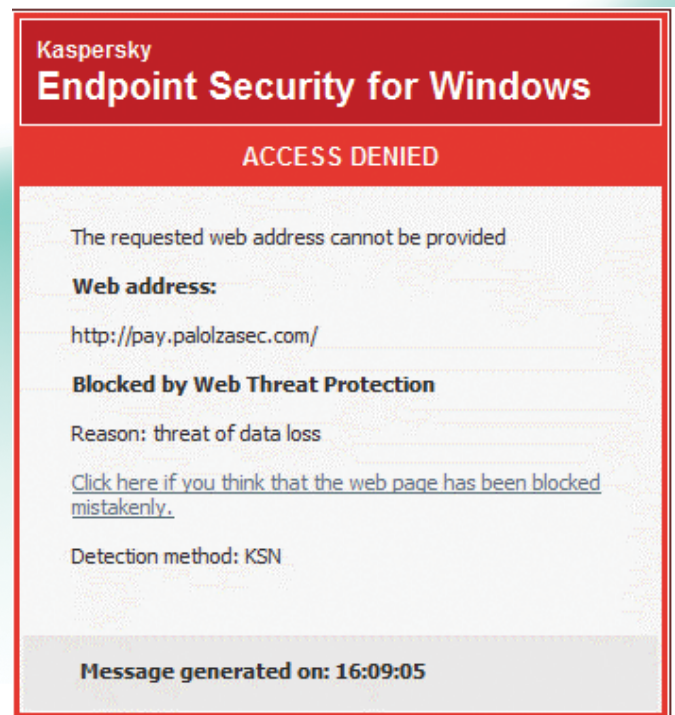 Kaspersky
Endpoint Security for Windows
ACCESS DENIED
The requested web address cannot be provided
Web address:
http://pay.palolzasec.com/
Blocked by Web Threat Protection
Reason: threat of data loss
Click here if you think that the web page has been blocked
mistakenly.
Detection method: KSN
Message generated on: 16:09:05